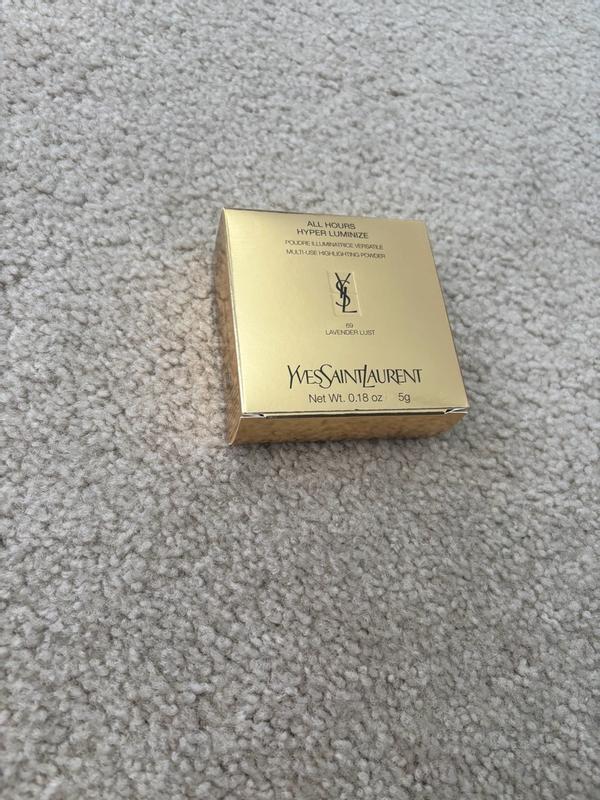 ALL HOURS
HYPER LUMINIZE
POUDRE ILLUMINATRICE VERSATILE
MULTI-USE HIGHLIGHTING POWDER
YSL
69
LAVENDER LUST
YVESSAINTLAURENT
Net Wt. 0.18 oz 5g